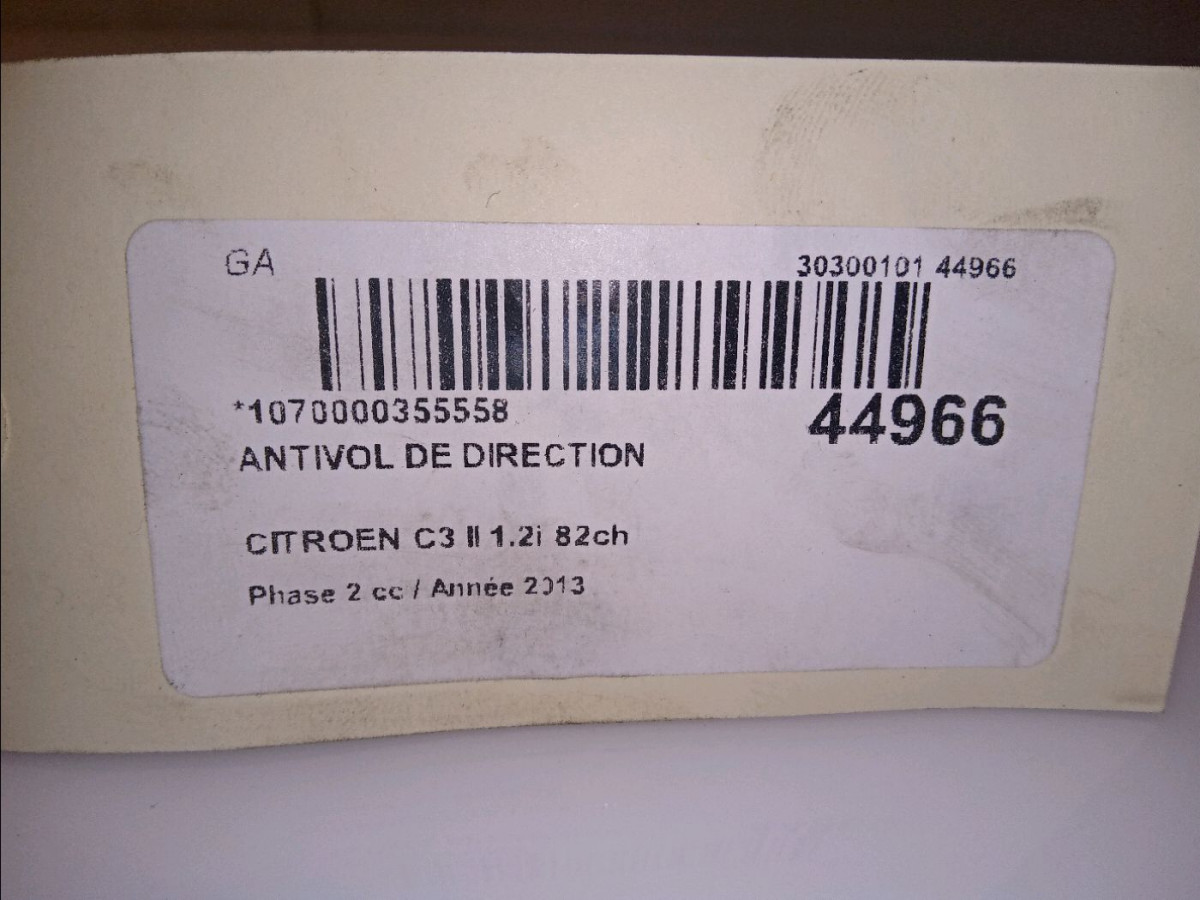 GA
30300101 44966
*1070000355558
44966
ANTIVOL DE DIRECTION
CITROEN C3 II 1.2i 82ch
Phase 2 cc / Année 2013